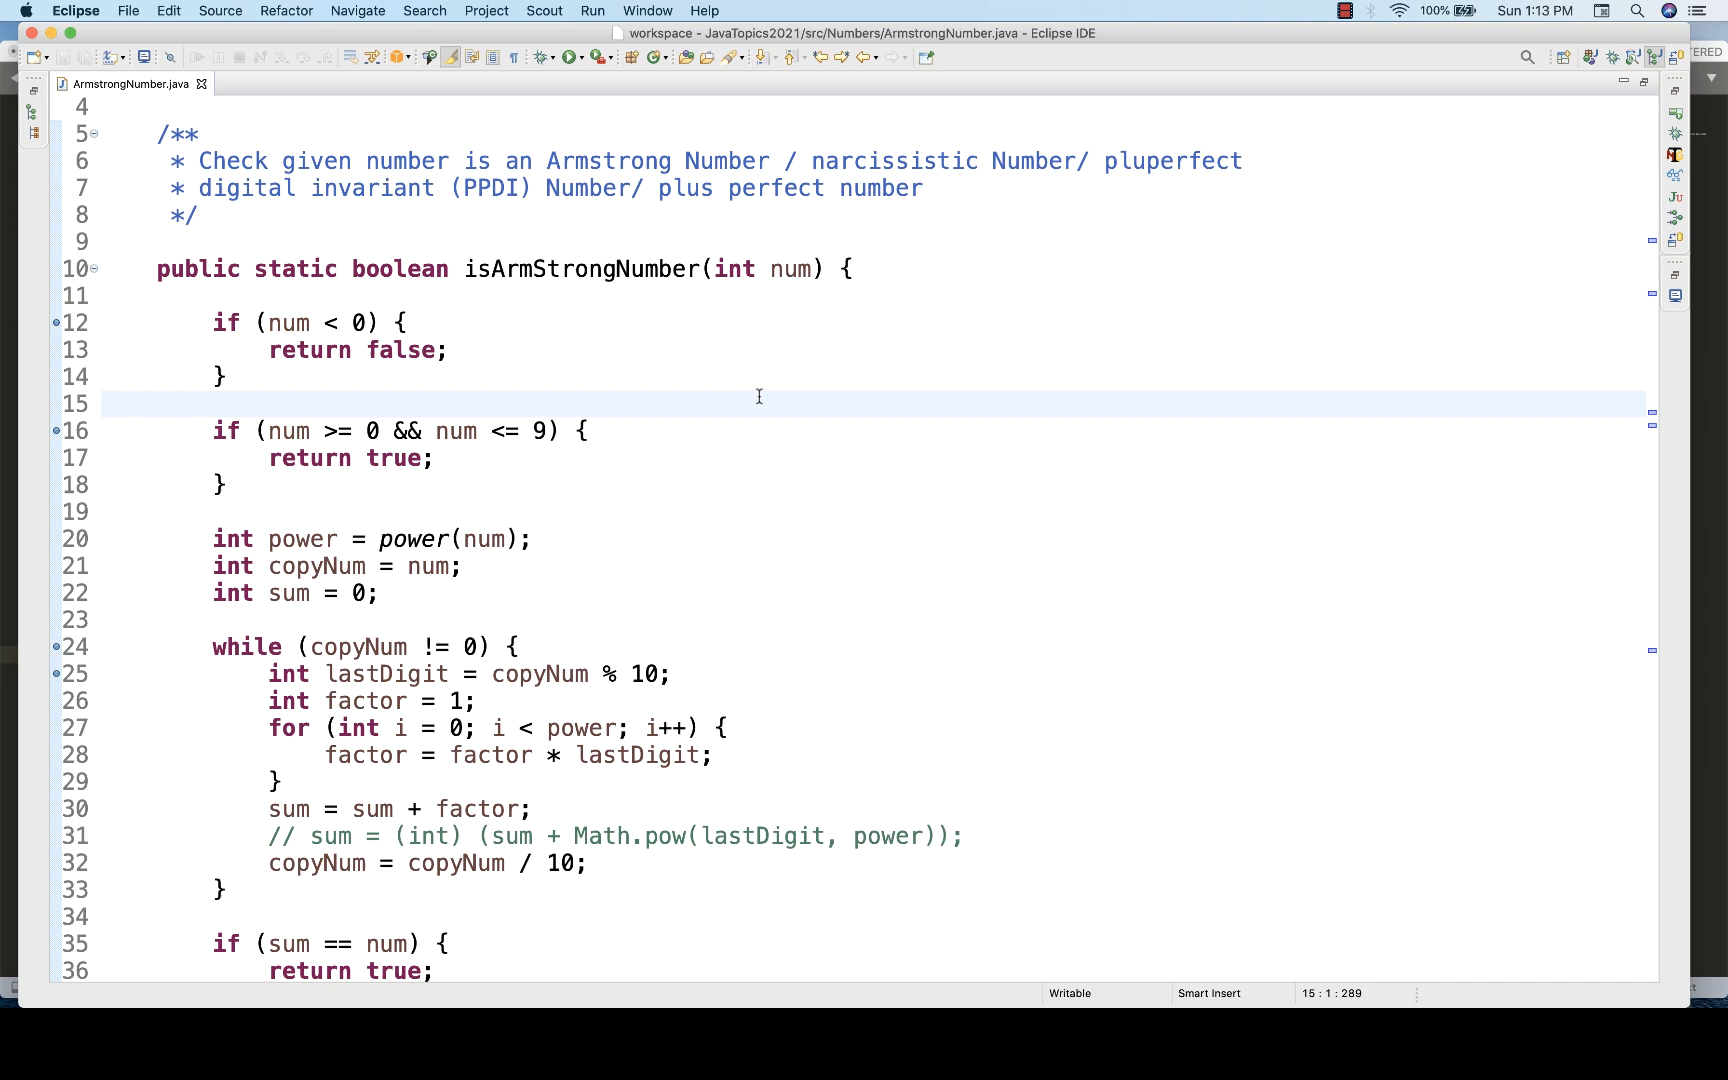 Eclipse File Edit Source Refactor Navigate Search Project Scout Run Window Help 100% Sun 1:13 PM
workspace - JavaTopics2021/src/Numbers/ArmstrongNumber.java - Eclipse IDE
ERED
ArmstrongNumber.java
4
5 /**
6 * Check given number is an Armstrong Number / narcissistic Number/ pluperfect
7 * digital invariant (PPDI) Number/ plus perfect number
8 */
9
10 public static boolean isArmStrongNumber(int num) {
11
12 if (num < 0) {
13 return false;
14 }
15
16 if (num >= 0 && num <= 9) {
17 return true;
18 }
19
20 int power = power(num);
21 int copyNum = num;
22 int sum = 0;
23
24 while (copyNum != 0) {
25 int lastDigit = copyNum % 10;
26 int factor = 1;
27 for (int i = 0; i < power; i++) {
28 factor = factor * lastDigit;
29 }
30 sum = sum + factor;
31 // sum = (int) (sum + Math.pow(lastDigit, power));
32 copyNum = copyNum / 10;
33 }
34
35 if (sum == num) {
36 return true;
Writable Smart Insert 15 : 1 : 289